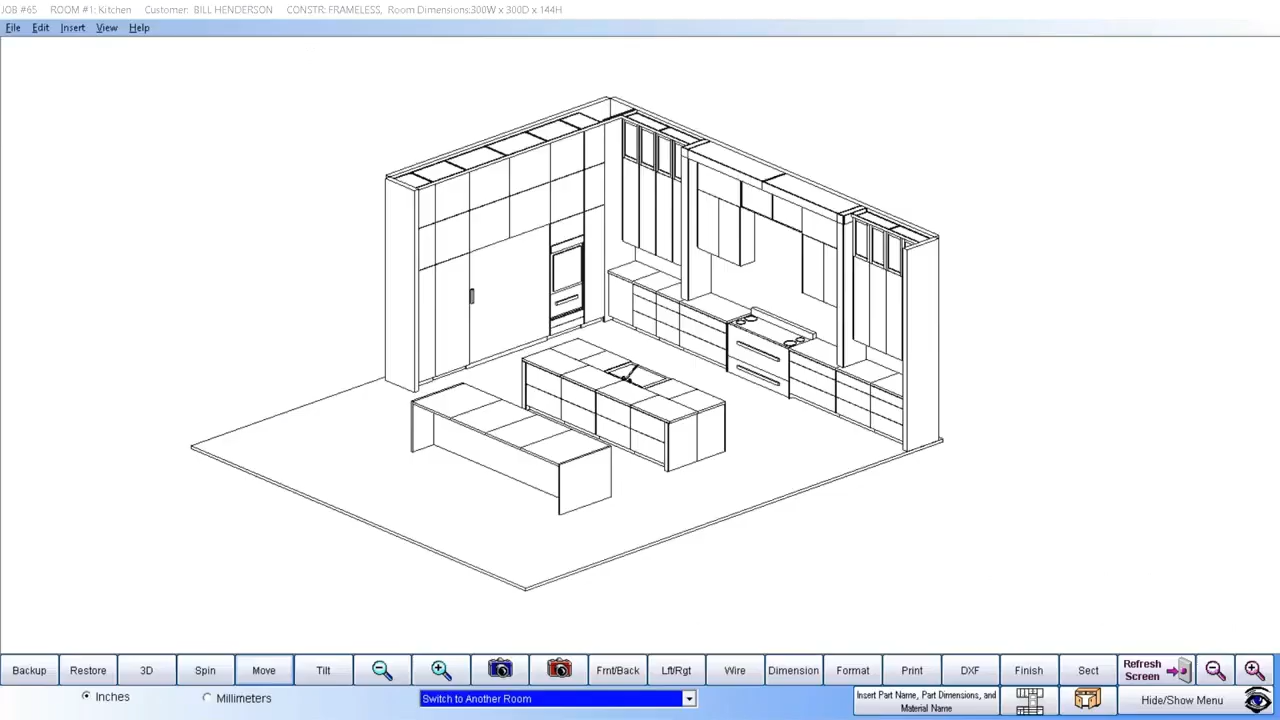 JOB #65 ROOM #1: Kitchen Customer: BILL HENDERSON CONSTR: FRAMELESS, Room Dimensions:300W x 300D x 144H
File Edit Insert View Help
Backup Restore 3D Spin Move Tilt Frnt/Back Lft/Rgt Wire Dimension Format Print DXF Finish Sect Refresh
Screen
Inches Millimeters Switch to Another Room Insert Part Name, Part Dimensions, and
Material Name Hide/Show Menu